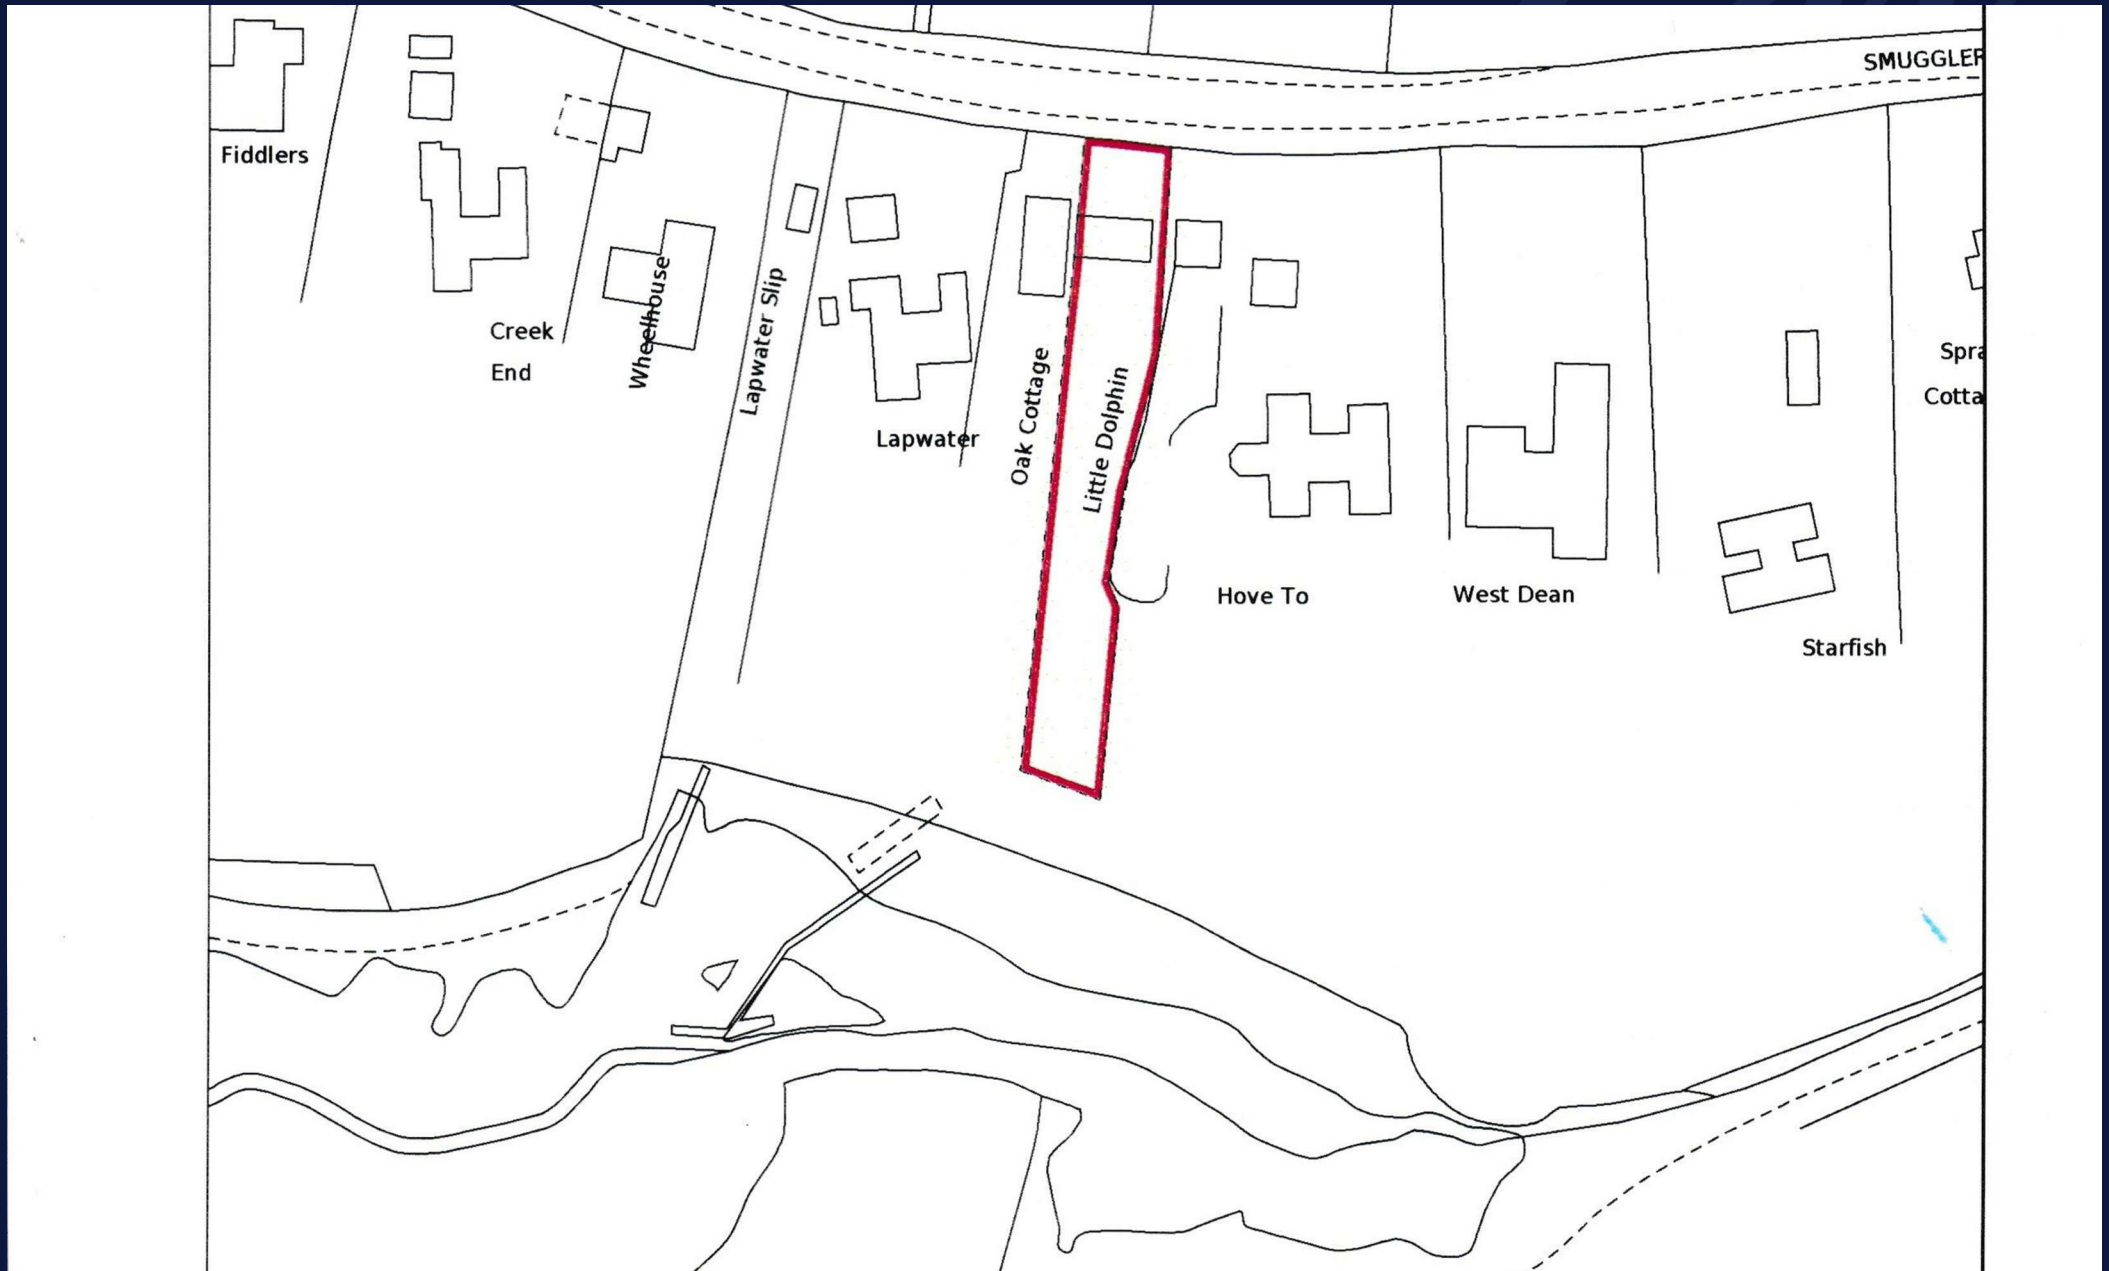 SMUGGLER
Fiddlers
Creek
End
Wheelhouse
Lapwater Slip
Lapwater
Oak Cottage
Little Dolphin
Hove To
West Dean
Starfish
Spra
Cotta